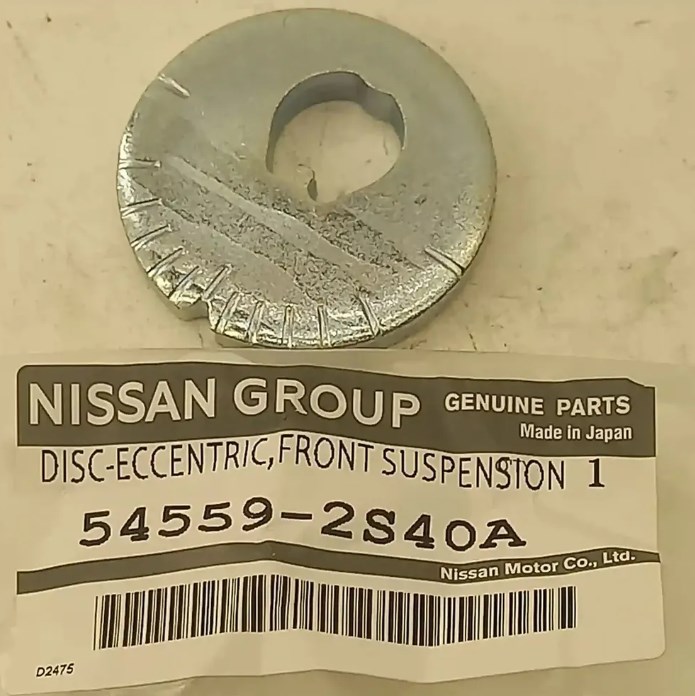 NISSAN GROUP GENUINE PARTS
Made in Japan
DISC-ECCENTRIC,FRONT SUSPENSION 1
54559-2S40A
Nissan Motor Co., Ltd.
D2475